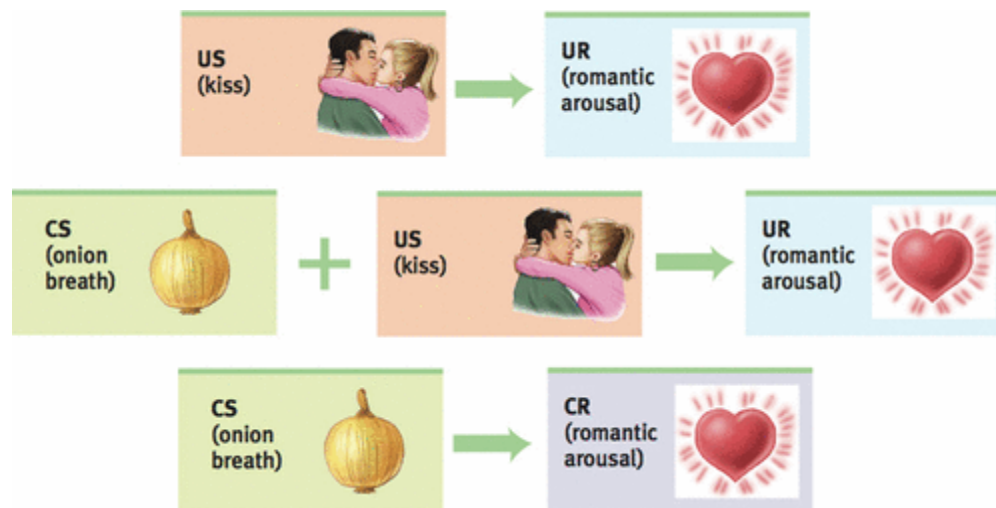 US
(kiss)
UR
(romantic
arousal)
CS
(onion
breath)
US
(kiss)
UR
(romantic
arousal)
CS
(onion
breath)
CR
(romantic
arousal)